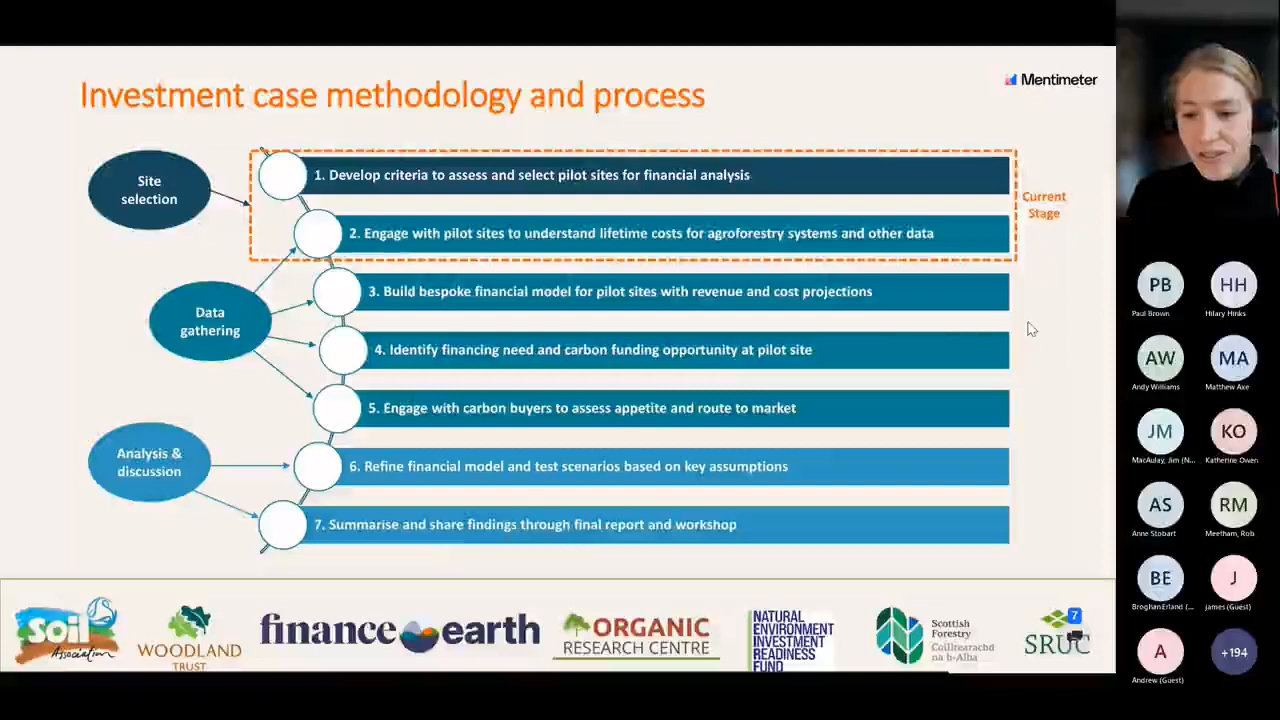 Investment case methodology and process
Mentimeter
Site
selection
1. Develop criteria to assess and select pilot sites for financial analysis
Current
Stage
2. Engage with pilot sites to understand lifetime costs for agroforestry systems and other data
Data
gathering
3. Build bespoke financial model for pilot sites with revenue and cost projections
4. Identify financing need and carbon funding opportunity at pilot site
5. Engage with carbon buyers to assess appetite and route to market
Analysis &
discussion
6. Refine financial model and test scenarios based on key assumptions
7. Summarise and share findings through final report and workshop
Soil
Association
WOODLAND
TRUST
finance earth
ORGANIC
RESEARCH CENTRE
NATURAL
ENVIRONMENT
INVESTMENT
READINESS
FUND
Scottish
Forestry
Coilltearachd
na h-Alba
SRUC
7
PB
Paul Brown
HH
Hilary Hinks
AW
Andy Williams
MA
Matthew Axe
JM
MacAulay, Jim (N...
KO
Katherine Owen
AS
Anne Stobart
RM
Meetham, Rob
BE
BroghanErland (...
J
james (Guest)
A
Andrew (Guest)
+194